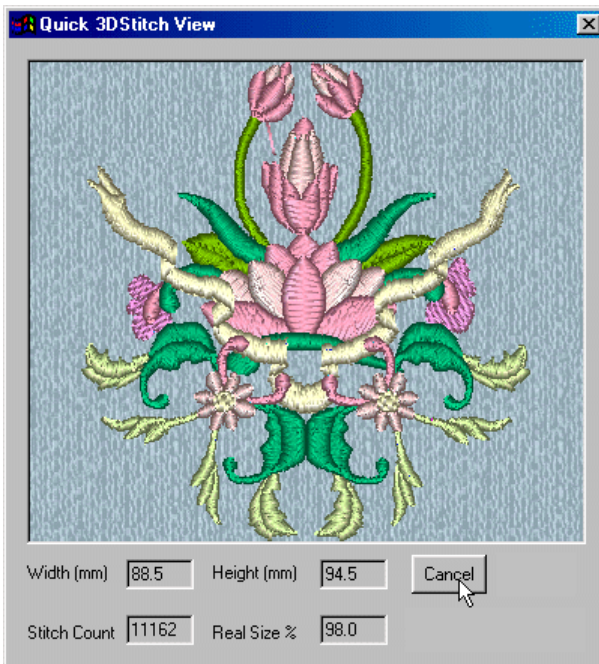 Quick 3DStitch View
Width (mm) 88.5 Height (mm) 94.5 Cancel
Stitch Count 11162 Real Size % 98.0